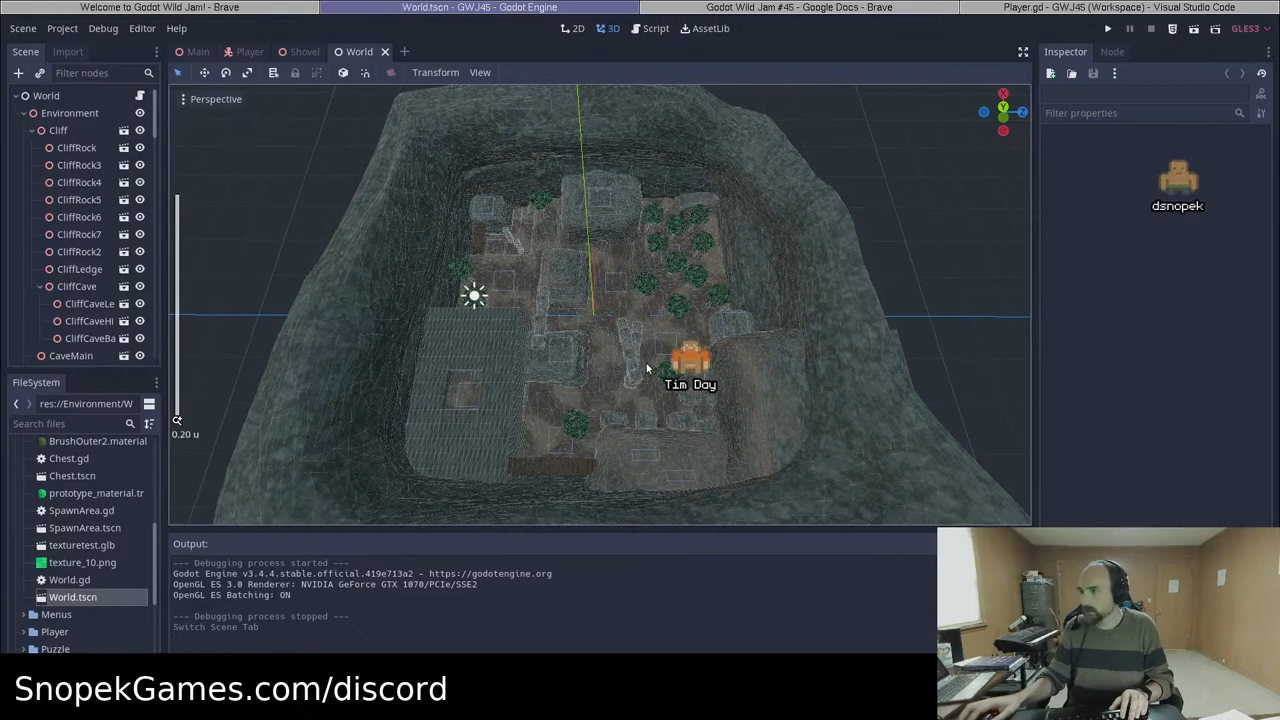 Welcome to Godot Wild Jam! - Brave
World.tscn - GWJ45 - Godot Engine
Godot Wild Jam #45 - Google Docs - Brave
Player.gd - GWJ45 (Workspace) - Visual Studio Code
Scene Project Debug Editor Help
2D 3D Script AssetLib
GLES3
Scene Import
Main Player Shovel World
Inspector Node
Filter nodes
Transform View
Perspective
X
Y
Z
World
Environment
Cliff
CliffRock
CliffRock3
CliffRock4
CliffRock5
CliffRock6
CliffRock7
CliffRock2
CliffLedge
CliffCave
CliffCaveLe
CliffCaveHi
CliffCaveBa
CaveMain
Filter properties
dsnopek
Tim Day
0.20 u
FileSystem
res://Environment/W
Search files
BrushOuter2.material
Chest.gd
Chest.tscn
prototype_material.tr
SpawnArea.gd
SpawnArea.tscn
texturetest.glb
texture_10.png
World.gd
World.tscn
Menus
Player
Puzzle
Output:
--- Debugging process started ---
Godot Engine v3.4.4.stable.official.419e713a2 - https://godotengine.org
OpenGL ES 3.0 Renderer: NVIDIA GeForce GTX 1070/PCIe/SSE2
OpenGL ES Batching: ON
--- Debugging process stopped ---
Switch Scene Tab
SnopekGames.com/discord